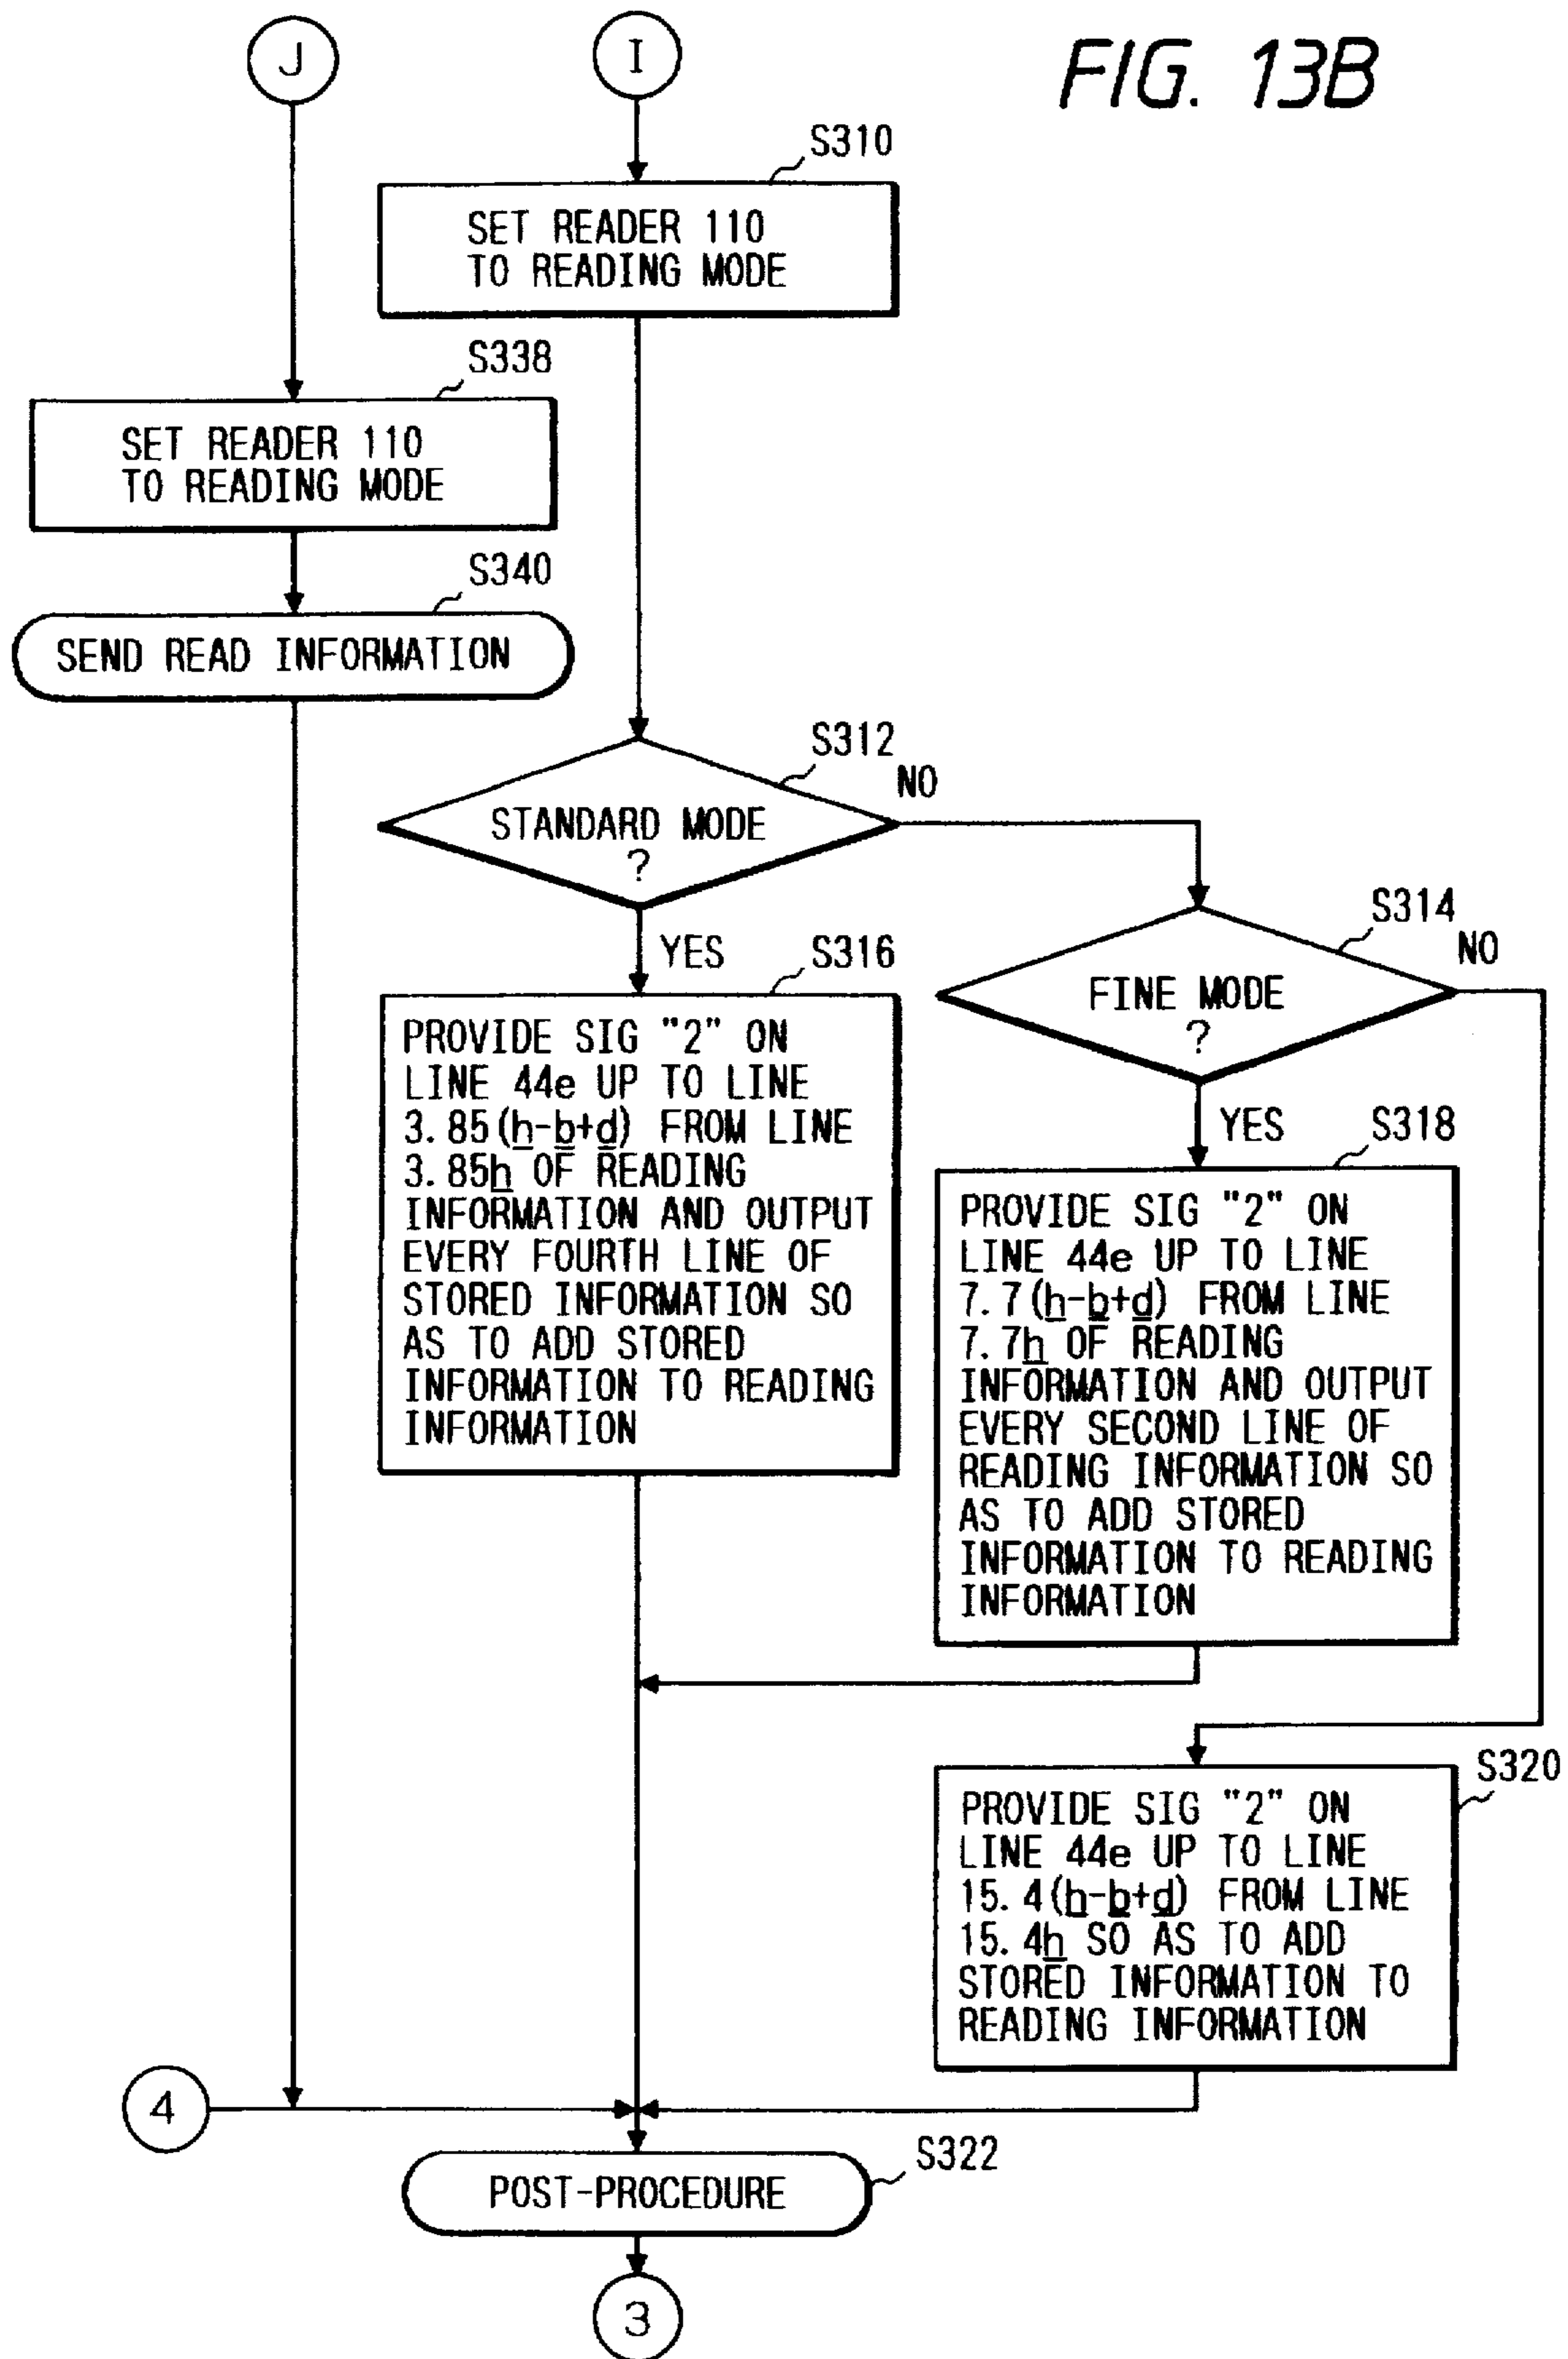 FIG. 13B
J
I
S310
SET READER 110
TO READING MODE
S338
SET READER 110
TO READING MODE
S340
SEND READ INFORMATION
S312
STANDARD MODE
?
NO
YES
S314
FINE MODE
?
NO
YES
S316
PROVIDE SIG "2" ON
LINE 44e UP TO LINE
3.85(h-b+d) FROM LINE
3.85h OF READING
INFORMATION AND OUTPUT
EVERY FOURTH LINE OF
STORED INFORMATION SO
AS TO ADD STORED
INFORMATION TO READING
INFORMATION
S318
PROVIDE SIG "2" ON
LINE 44e UP TO LINE
7.7(h-b+d) FROM LINE
7.7h OF READING
INFORMATION AND OUTPUT
EVERY SECOND LINE OF
READING INFORMATION SO
AS TO ADD STORED
INFORMATION TO READING
INFORMATION
S320
PROVIDE SIG "2" ON
LINE 44e UP TO LINE
15.4(h-b+d) FROM LINE
15.4h SO AS TO ADD
STORED INFORMATION TO
READING INFORMATION
4
S322
POST-PROCEDURE
3